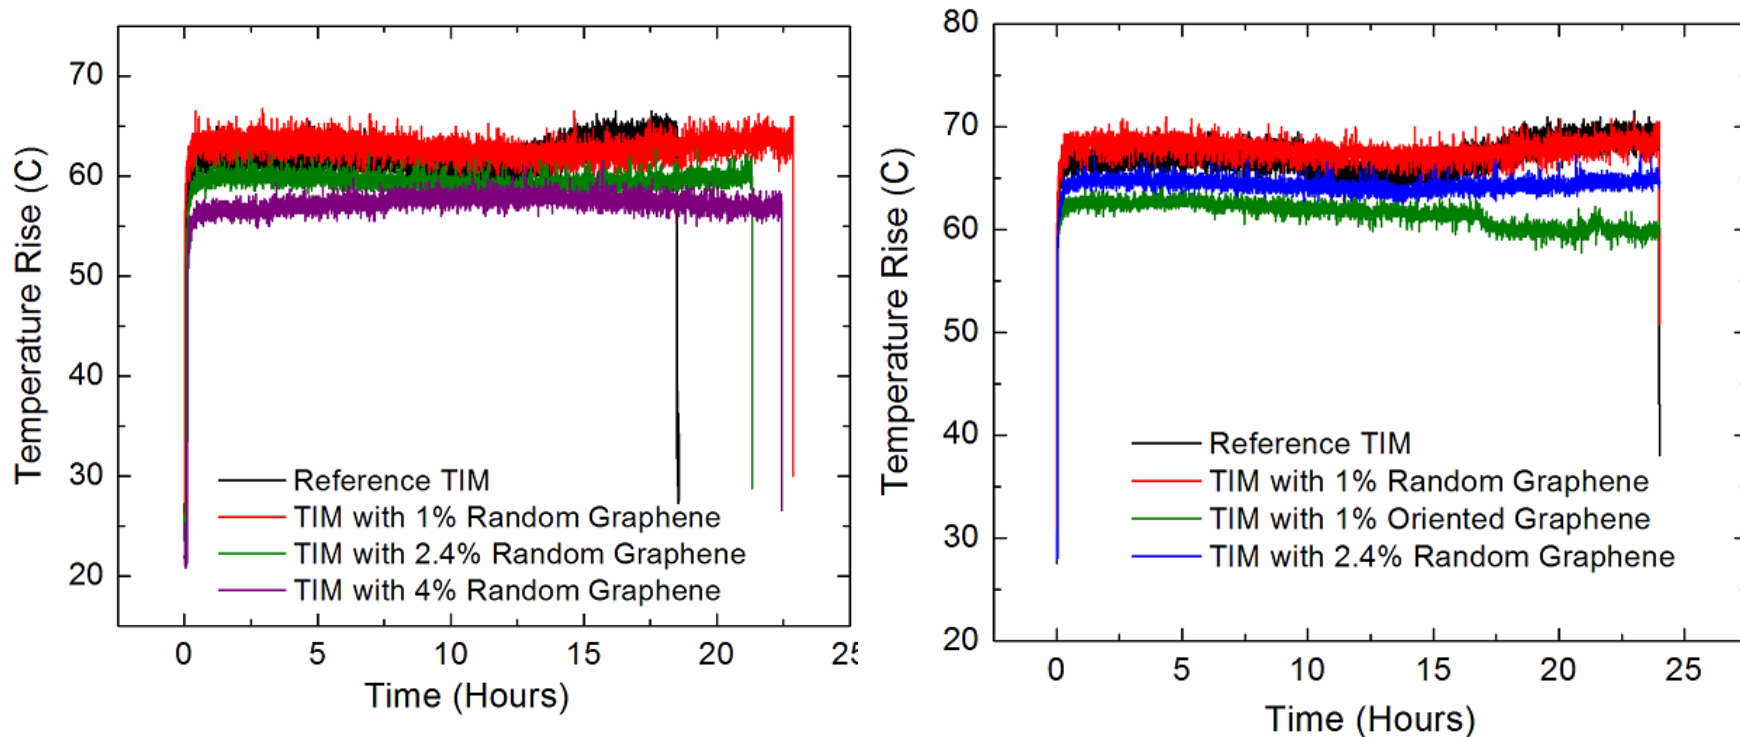 70
60
50
40
30
20
Temperature Rise (C)
Reference TIM
TIM with 1% Random Graphene
TIM with 2.4% Random Graphene
TIM with 4% Random Graphene
0 5 10 15 20 25
Time (Hours)
80
70
60
50
40
30
20
Temperature Rise (C)
Reference TIM
TIM with 1% Random Graphene
TIM with 1% Oriented Graphene
TIM with 2.4% Random Graphene
0 5 10 15 20 25
Time (Hours)